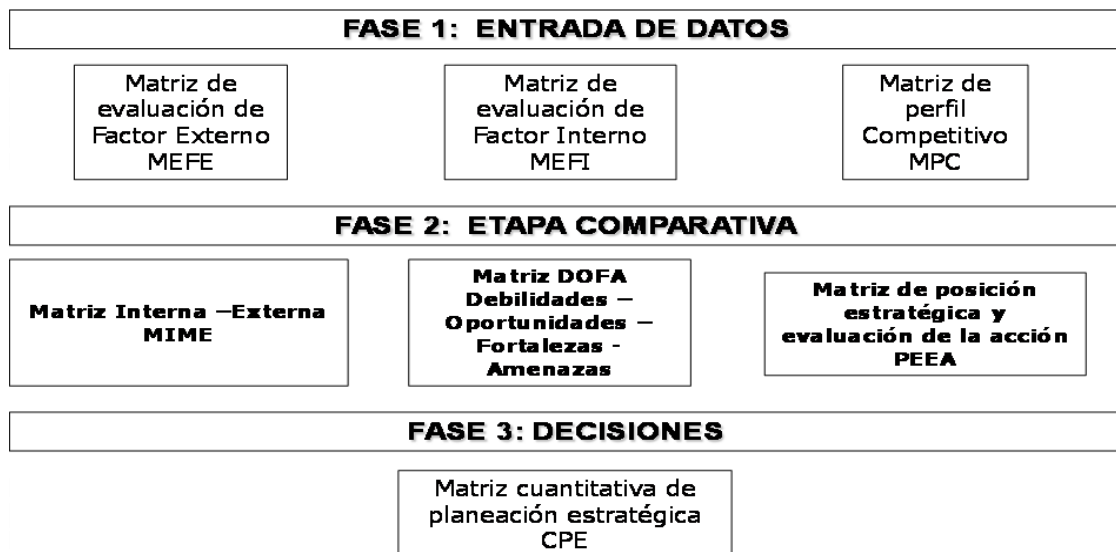 FASE 1: ENTRADA DE DATOS
Matriz de
evaluación de
Factor Externo
MEFE
Matriz de
evaluación de
Factor Interno
MEFI
Matriz de
perfil
Competitivo
MPC
FASE 2: ETAPA COMPARATIVA
Matriz Interna –Externa
MIME
Matriz DOFA
Debilidades –
Oportunidades –
Fortalezas -
Amenazas
Matriz de posición
estratégica y
evaluación de la acción
PEEA
FASE 3: DECISIONES
Matriz cuantitativa de
planeación estratégica
CPE